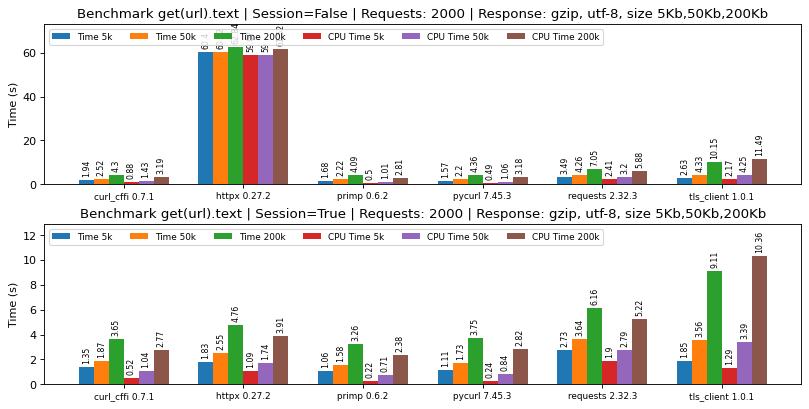 Benchmark get(url).text | Session=False | Requests: 2000 | Response: gzip, utf-8, size 5Kb,50Kb,200Kb
Time 5k Time 50k Time 200k CPU Time 5k CPU Time 50k CPU Time 200k
Time (s)
60
40
20
0
1.94 2.52 4.3 0.88 1.43 3.19
1.68 2.22 4.09 0.5 1.01 2.81
1.57 2.2 4.36 0.49 1.06 3.18
3.49 4.26 7.05 2.41 3.2 5.88
2.63 4.33 10.15 2.17 4.25 11.49
curl_cffi 0.7.1 httpx 0.27.2 primp 0.6.2 pycurl 7.45.3 requests 2.32.3 tls_client 1.0.1
Benchmark get(url).text | Session=True | Requests: 2000 | Response: gzip, utf-8, size 5Kb,50Kb,200Kb
Time 5k Time 50k Time 200k CPU Time 5k CPU Time 50k CPU Time 200k
Time (s)
12
10
8
6
4
2
0
1.35 1.87 3.65 0.52 1.04 2.77
1.83 2.55 4.76 1.09 1.74 3.91
1.06 1.58 3.26 0.22 0.71 2.38
1.11 1.73 3.75 0.24 0.84 2.82
2.73 3.64 6.16 1.9 2.79 5.22
1.85 3.56 9.11 1.29 3.39 10.36
curl_cffi 0.7.1 httpx 0.27.2 primp 0.6.2 pycurl 7.45.3 requests 2.32.3 tls_client 1.0.1